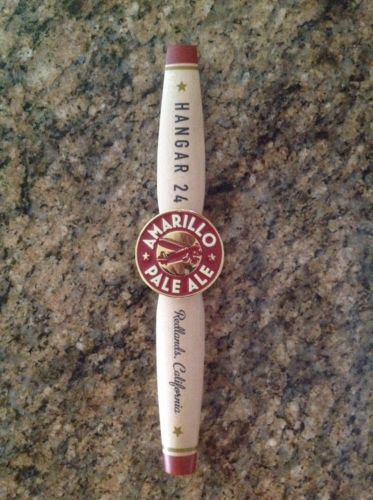 HANGAR 24
AMARILLO
PALE ALE
Redlands, California